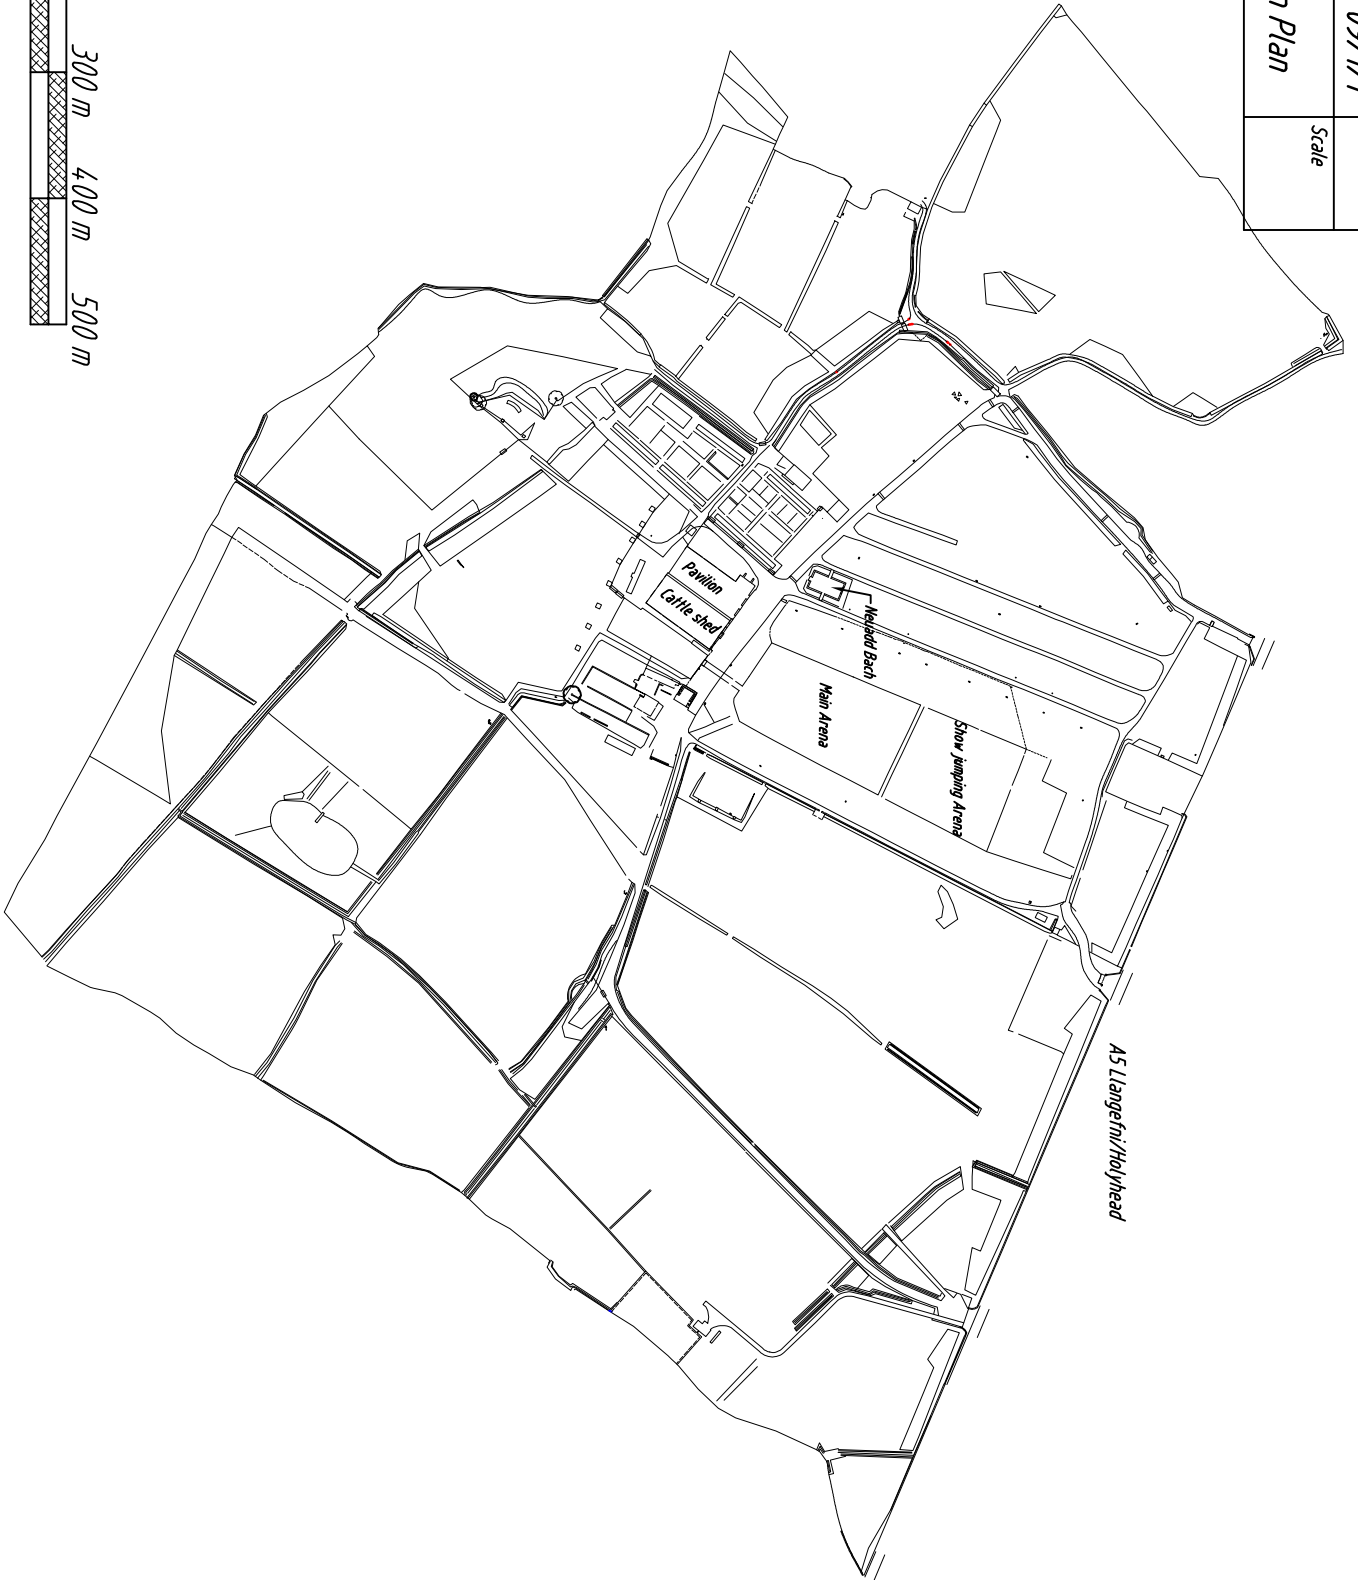 Scale
300 m 400 m 500 m
Pavilion
Cattle shed
Neuadd Bach
Main Arena
Show jumping Arena
A5 Llangefni/Holyhead
Plan